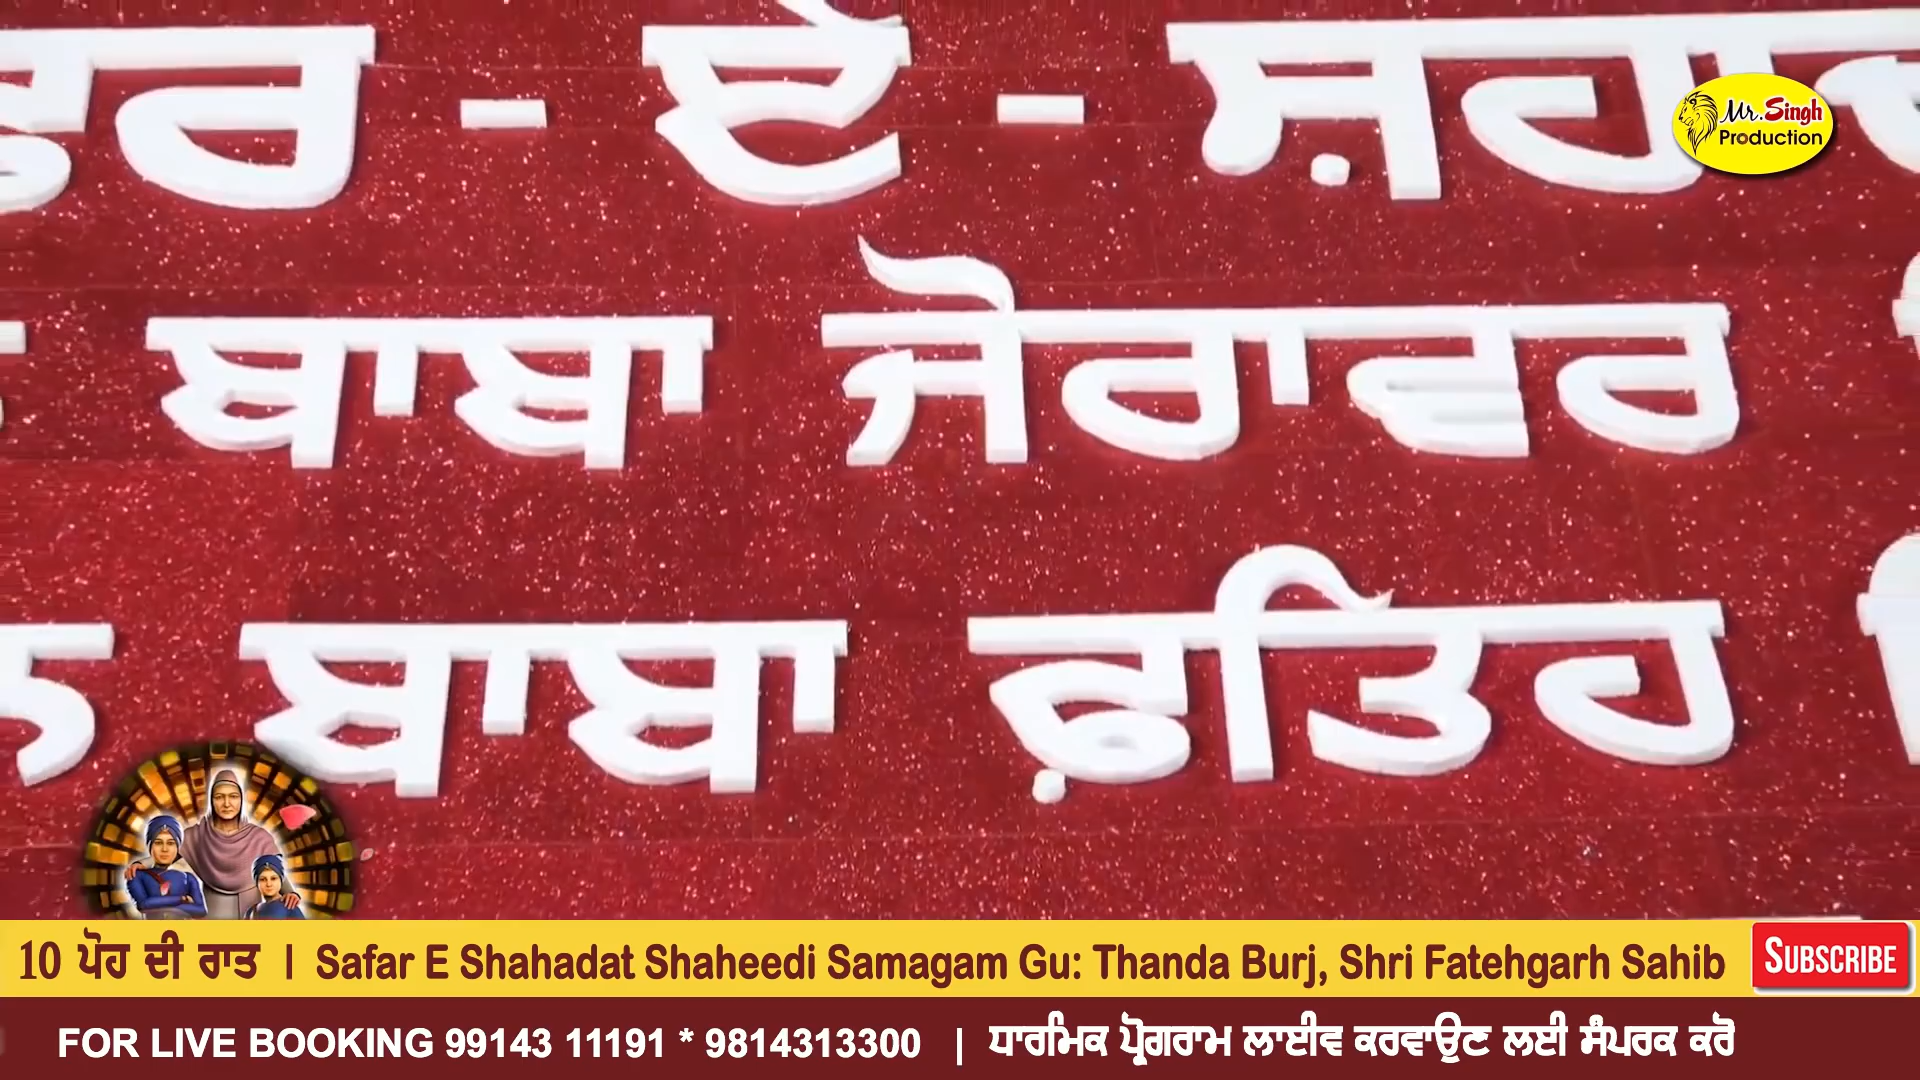 ਫਰ - ਏ - ਸ਼ਹਾ
Mr. Singh
Production
ਬਾਬਾ ਜੋਰਾਵਰ
ਬਾਬਾ ਫ਼ਤਿਹ
10 ਪੋਹ ਦੀ ਰਾਤ | Safar E Shahadat Shaheedi Samagam Gu: Thanda Burj, Shri Fatehgarh Sahib
SUBSCRIBE
FOR LIVE BOOKING 99143 11191 * 9814313300 | ਧਾਰਮਿਕ ਪ੍ਰੋਗਰਾਮ ਲਾਈਵ ਕਰਵਾਉਣ ਲਈ ਸੰਪਰਕ ਕਰੋ